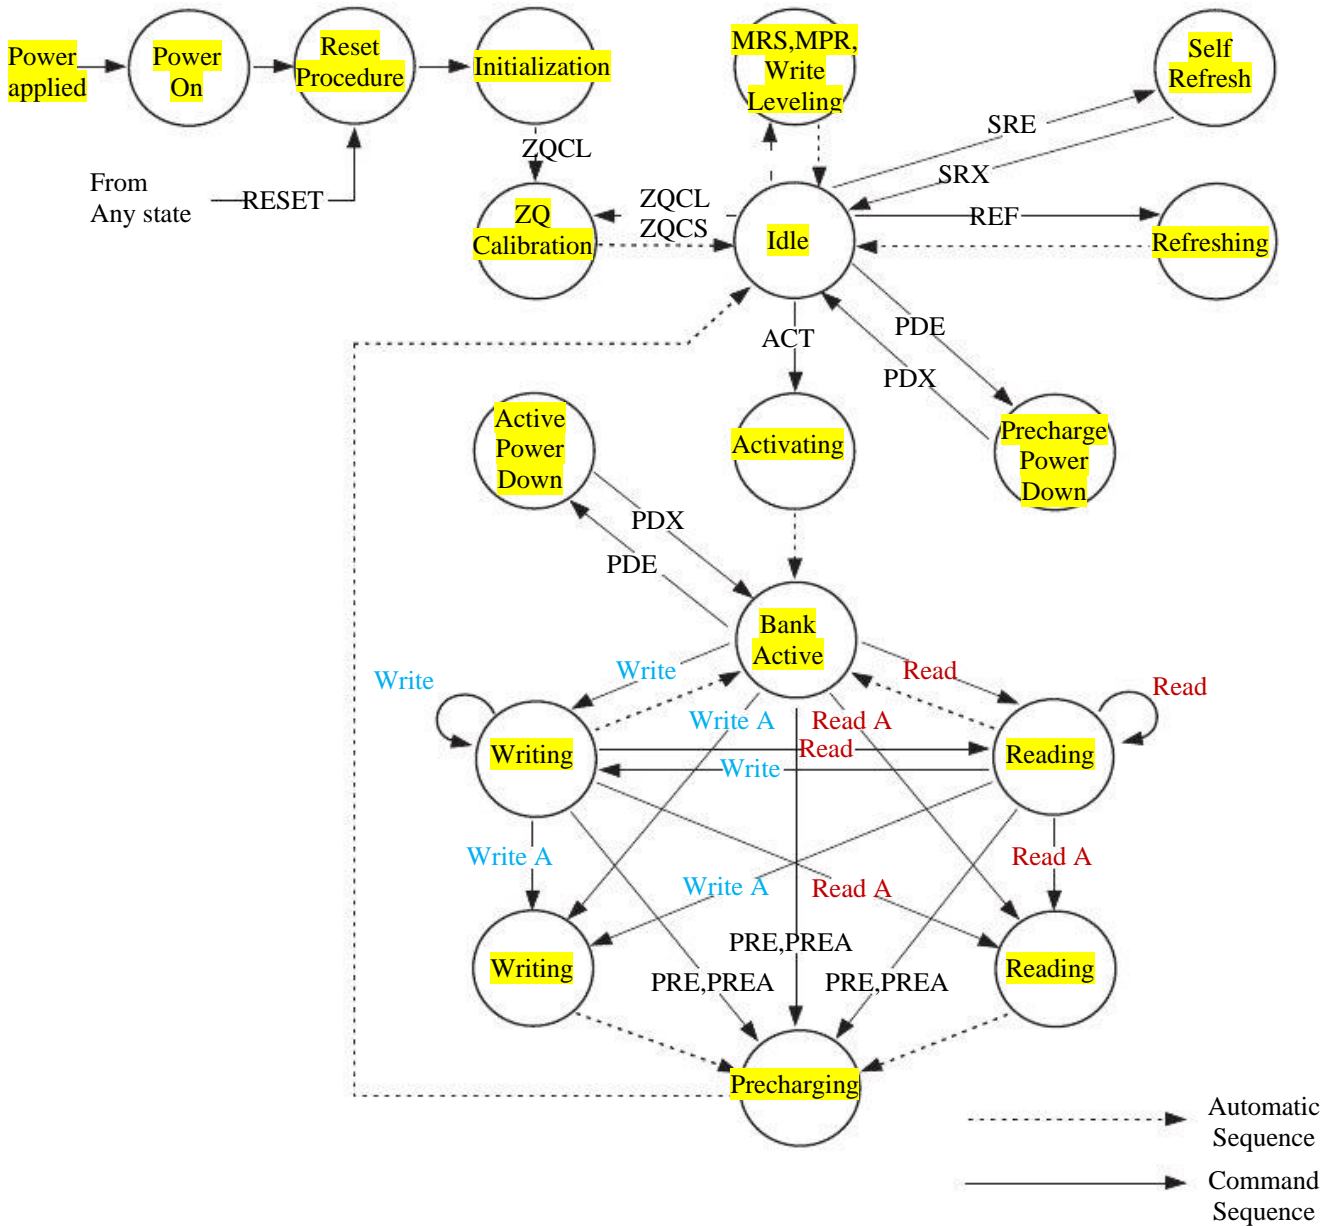 Power
applied
Power
On
Reset
Procedure
Initialization
MRS,MPR,
Write
Leveling
Self
Refresh
SRE
SRX
ZQCL
From
Any state
RESET
ZQ
Calibration
ZQCL
ZQCS
Idle
REF
Refreshing
ACT
PDE
PDX
Active
Power
Down
Activating
Precharge
Power
Down
PDX
PDE
Bank
Active
Write
Write
Read
Read
Write A
Read A
Writing
Read
Write
Reading
Write A
Write A
Read A
Read A
Writing
PRE,PREA
PRE,PREA
PRE,PREA
Reading
Precharging
Automatic
Sequence
Command
Sequence